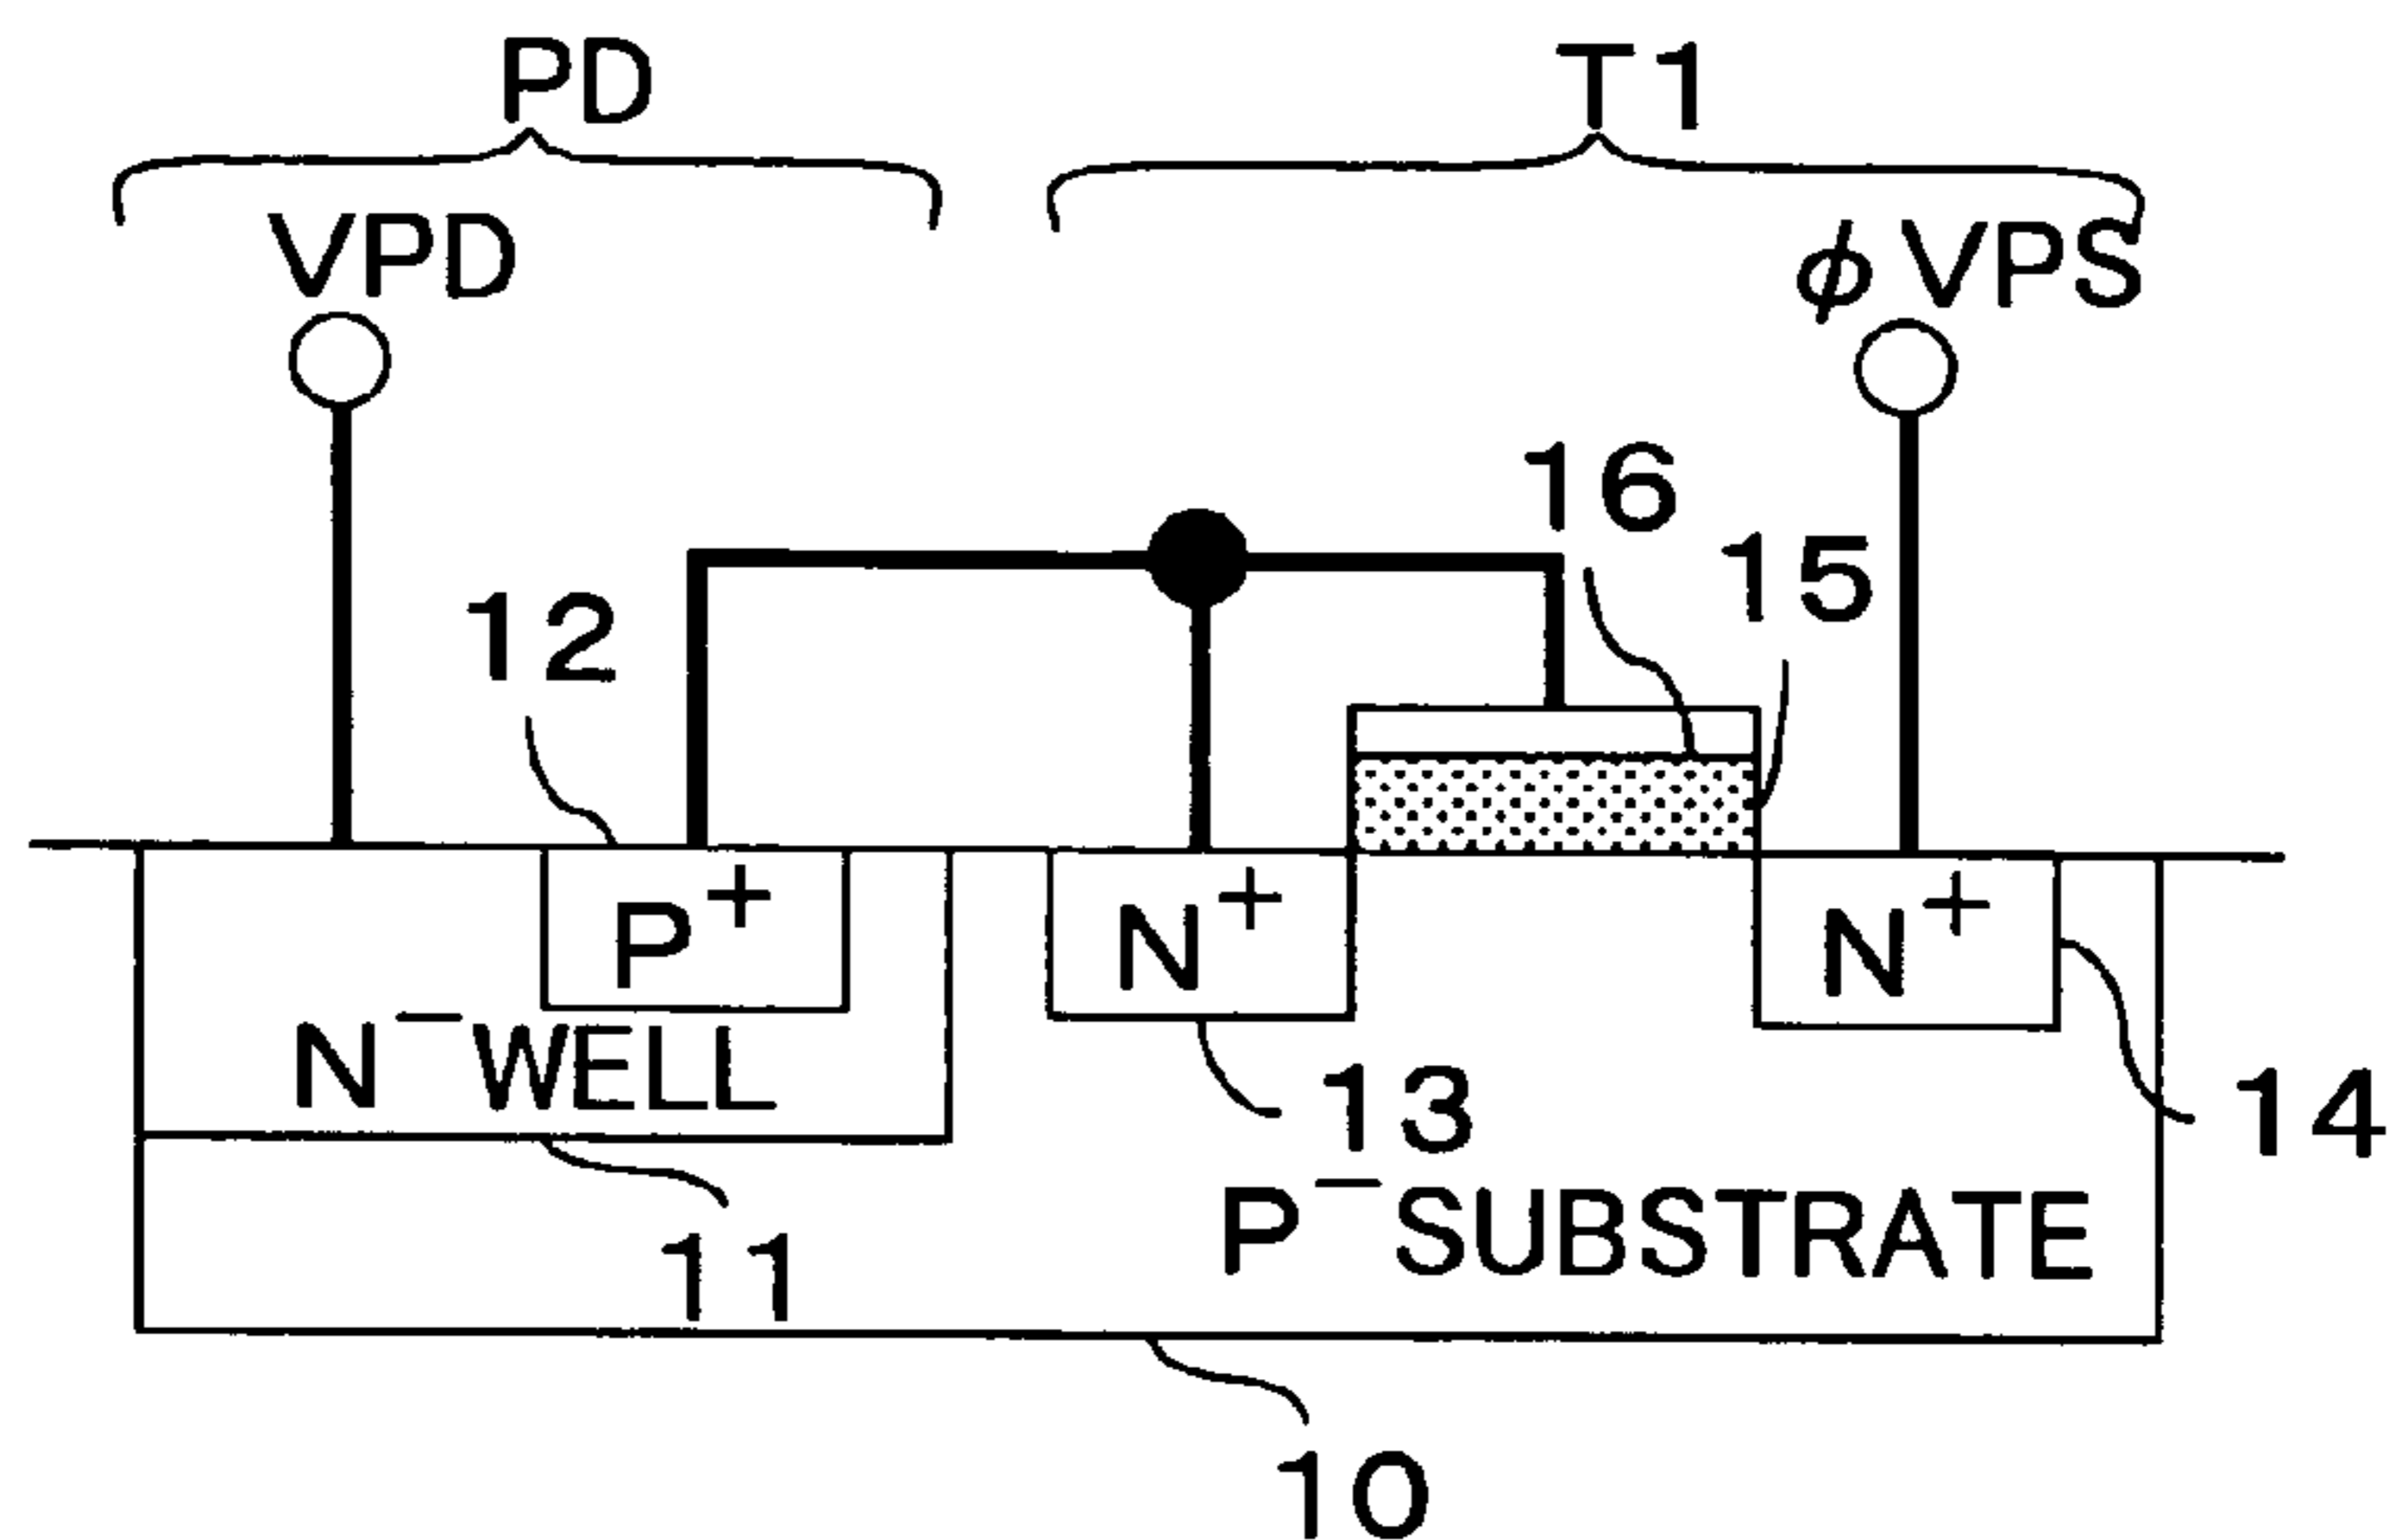 PD T1
VPD φVPS
16
15
12
P+ N+ N+
N-WELL
13 14
P-SUBSTRATE
11
10